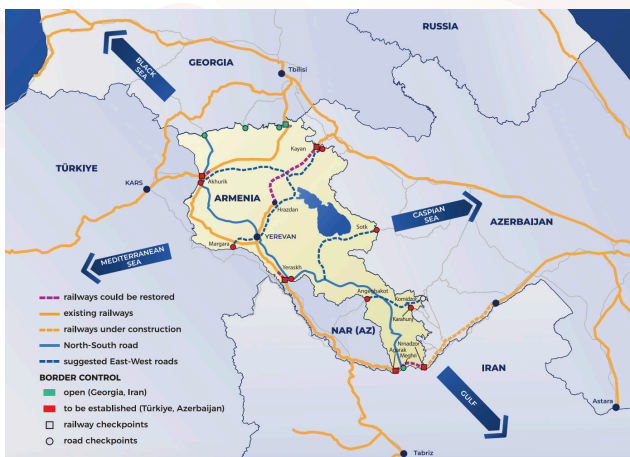 RUSSIA
BLACK
SEA
GEORGIA
Tbilisi
Kayan
TÜRKİYE
Akhurik
KARS
ARMENIA
Hrazdan
CASPIAN
SEA
AZERBAIJAN
Sotk
YEREVAN
Margara
MEDITERRANEAN
SEA
Yeraskh
Angeghakot
Kornidzor
Karahunj
NAR (AZ)
Nrnadzor
Agarak
Meghri
IRAN
GULF
Astara
Tabriz
railways could be restored
existing railways
railways under construction
North-South road
suggested East-West roads
BORDER CONTROL
open (Georgia, Iran)
to be established (Türkiye, Azerbaijan)
railway checkpoints
road checkpoints